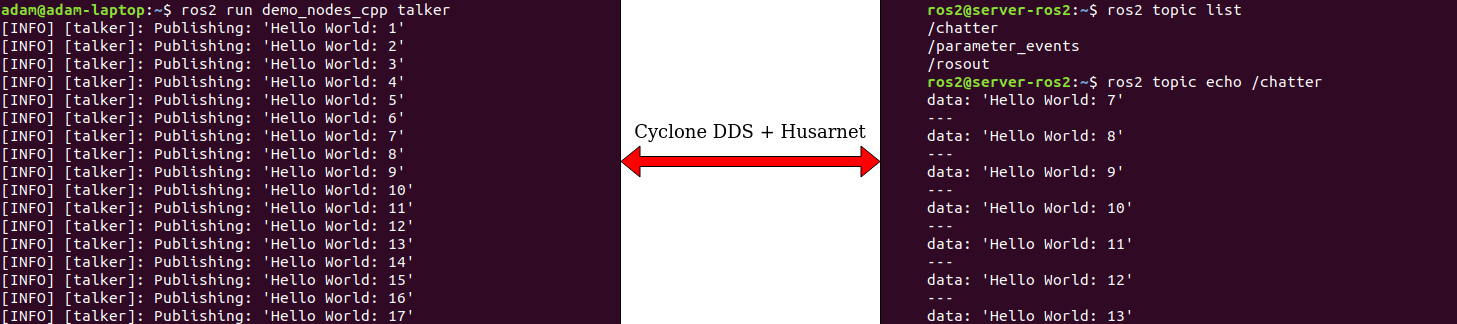 adam@adam-laptop:~$ ros2 run demo_nodes_cpp talker
[INFO] [talker]: Publishing: 'Hello World: 1'
[INFO] [talker]: Publishing: 'Hello World: 2'
[INFO] [talker]: Publishing: 'Hello World: 3'
[INFO] [talker]: Publishing: 'Hello World: 4'
[INFO] [talker]: Publishing: 'Hello World: 5'
[INFO] [talker]: Publishing: 'Hello World: 6'
[INFO] [talker]: Publishing: 'Hello World: 7'
[INFO] [talker]: Publishing: 'Hello World: 8'
[INFO] [talker]: Publishing: 'Hello World: 9'
[INFO] [talker]: Publishing: 'Hello World: 10'
[INFO] [talker]: Publishing: 'Hello World: 11'
[INFO] [talker]: Publishing: 'Hello World: 12'
[INFO] [talker]: Publishing: 'Hello World: 13'
[INFO] [talker]: Publishing: 'Hello World: 14'
[INFO] [talker]: Publishing: 'Hello World: 15'
[INFO] [talker]: Publishing: 'Hello World: 16'
[INFO] [talker]: Publishing: 'Hello World: 17'
Cyclone DDS + Husarnet
ros2@server-ros2:~$ ros2 topic list
/chatter
/parameter_events
/rosout
ros2@server-ros2:~$ ros2 topic echo /chatter
data: 'Hello World: 7'
---
data: 'Hello World: 8'
---
data: 'Hello World: 9'
---
data: 'Hello World: 10'
---
data: 'Hello World: 11'
---
data: 'Hello World: 12'
---
data: 'Hello World: 13'